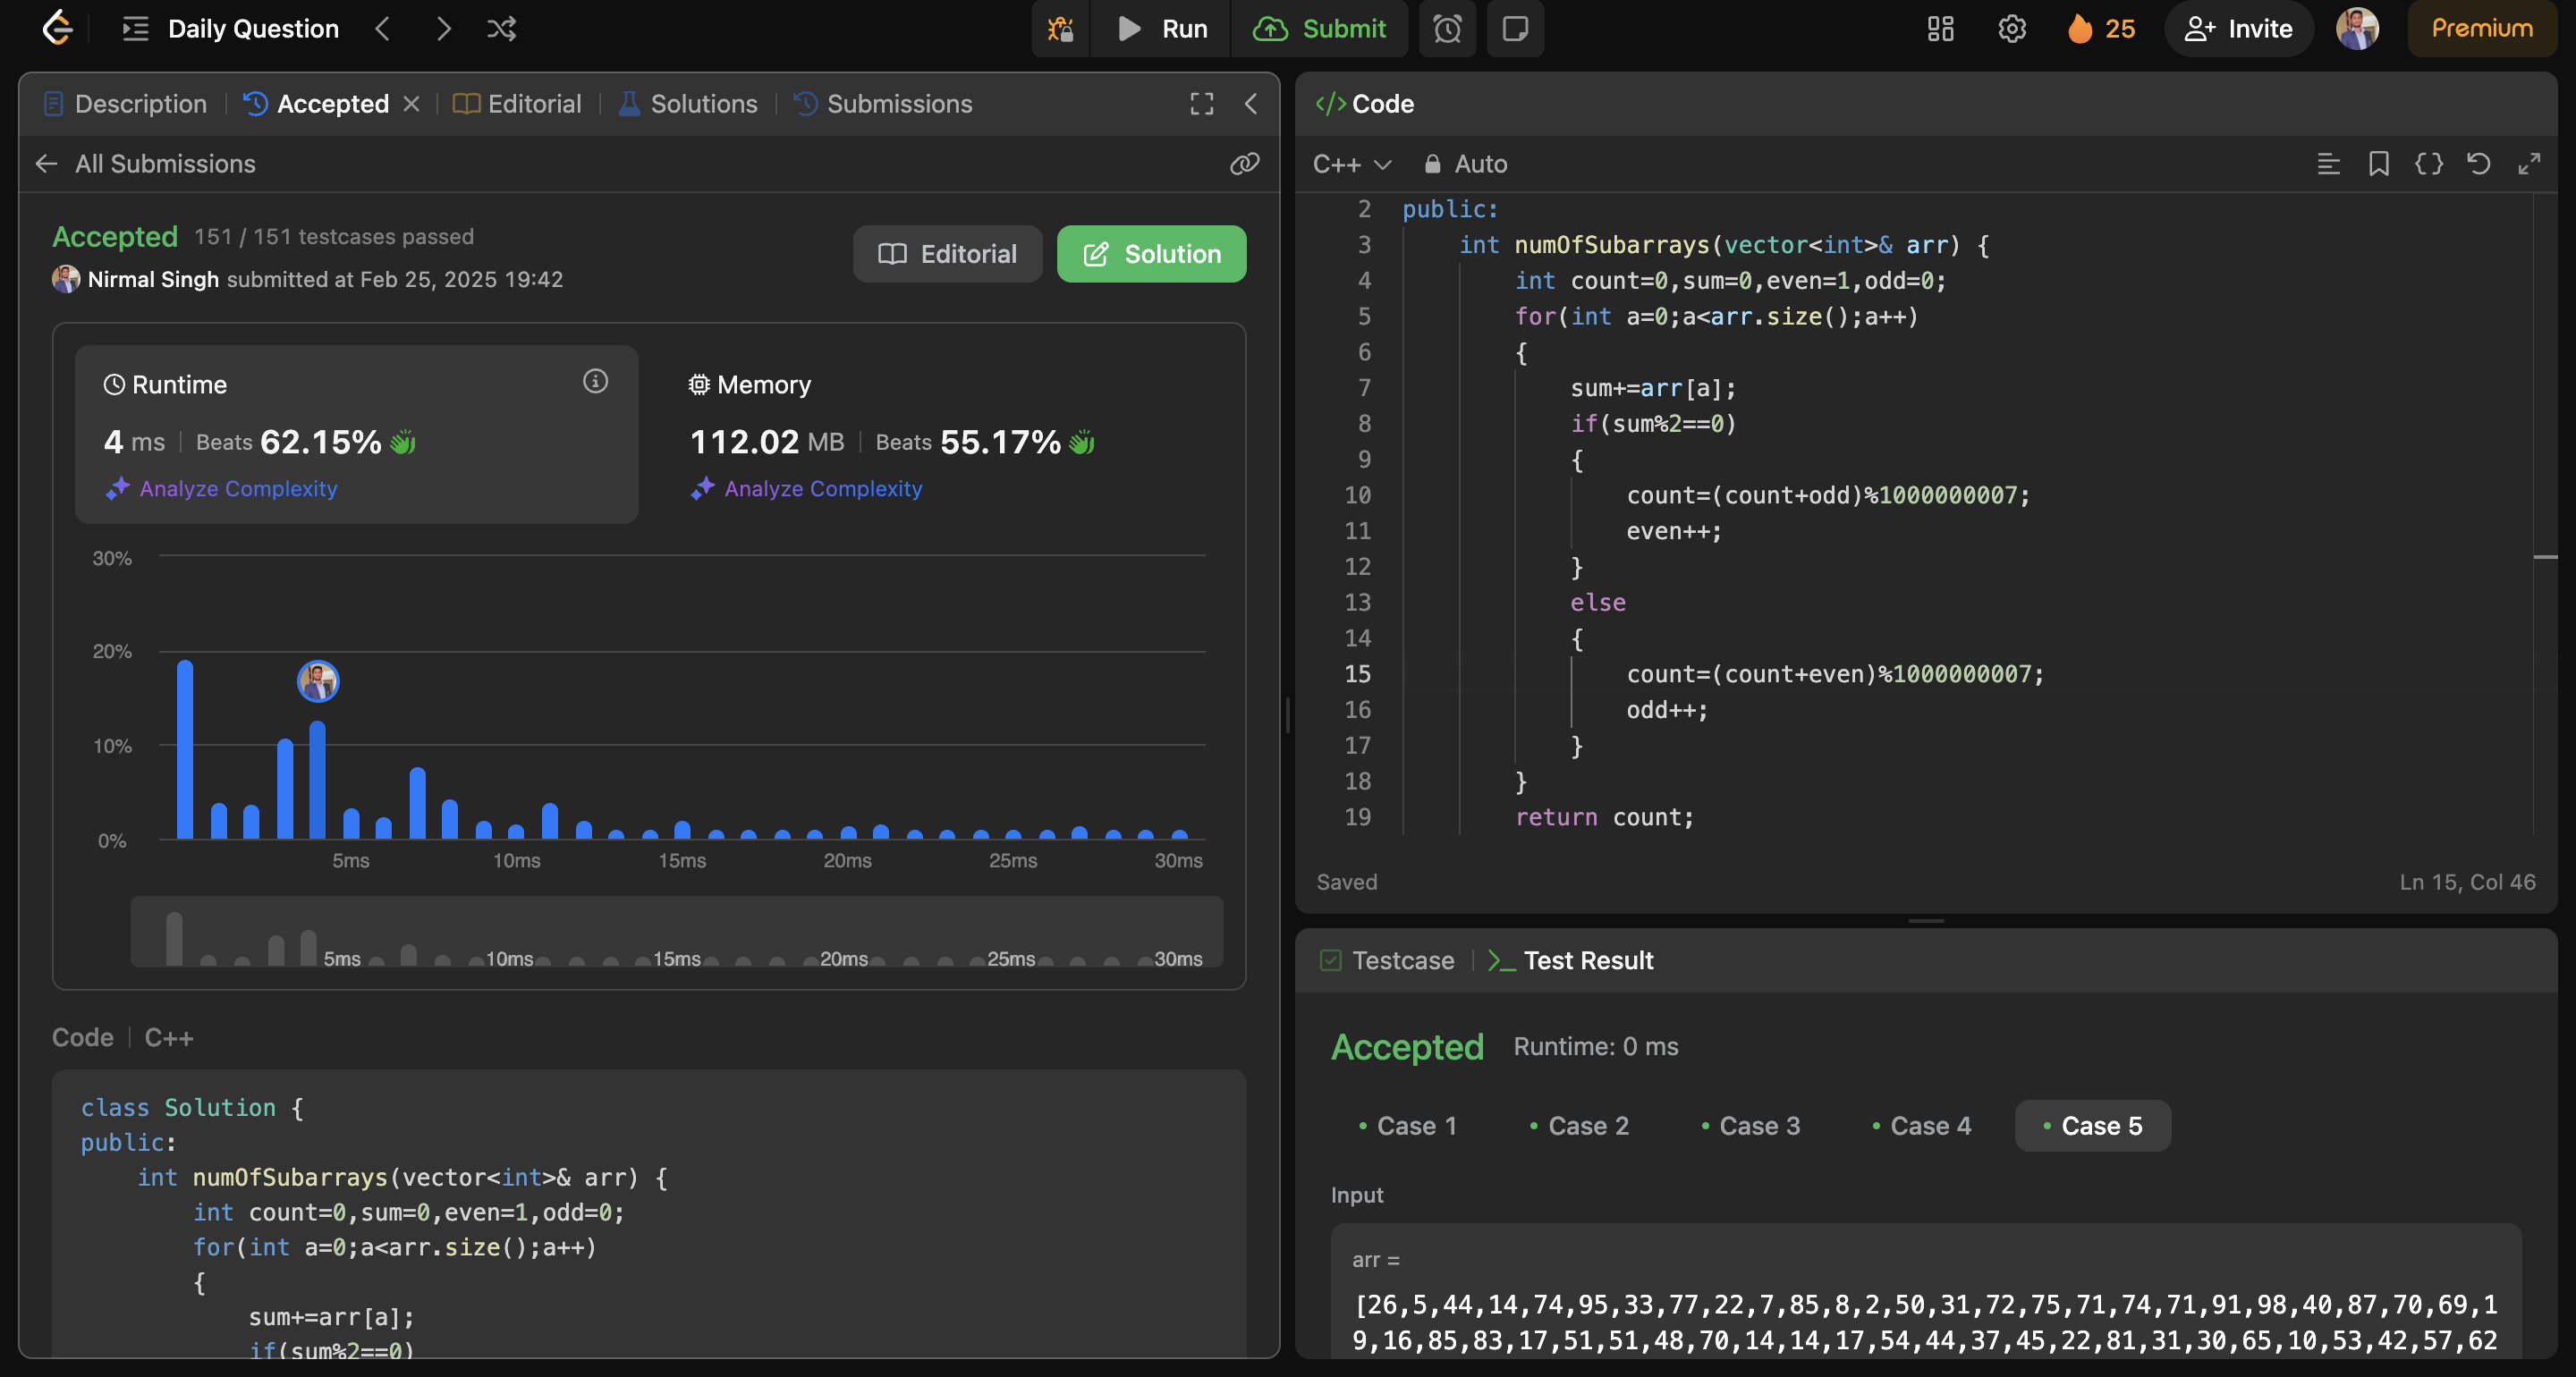 Daily Question
Run
Submit
25
Invite
Premium
Description
Accepted
Editorial
Solutions
Submissions
All Submissions
Accepted 151 / 151 testcases passed
Nirmal Singh submitted at Feb 25, 2025 19:42
Editorial
Solution
Runtime
4 ms Beats 62.15%
Analyze Complexity
Memory
112.02 MB Beats 55.17%
Analyze Complexity
30%
20%
10%
0%
5ms 10ms 15ms 20ms 25ms 30ms
5ms 10ms 15ms 20ms 25ms 30ms
Code C++
class Solution {
public:
    int numOfSubarrays(vector<int>& arr) {
        int count=0,sum=0,even=1,odd=0;
        for(int a=0;a<arr.size();a++)
        {
            sum+=arr[a];
            if(sum%2==0)
</> Code
C++ Auto
2 public:
3     int numOfSubarrays(vector<int>& arr) {
4         int count=0,sum=0,even=1,odd=0;
5         for(int a=0;a<arr.size();a++)
6         {
7             sum+=arr[a];
8             if(sum%2==0)
9             {
10                 count=(count+odd)%1000000007;
11                 even++;
12             }
13             else
14             {
15                 count=(count+even)%1000000007;
16                 odd++;
17             }
18         }
19         return count;
Saved
Ln 15, Col 46
Testcase
Test Result
Accepted Runtime: 0 ms
Case 1
Case 2
Case 3
Case 4
Case 5
Input
arr =
[26,5,44,14,74,95,33,77,22,7,85,8,2,50,31,72,75,71,74,71,91,98,40,87,70,69,1
9,16,85,83,17,51,51,48,70,14,14,17,54,44,37,45,22,81,31,30,65,10,53,42,57,62